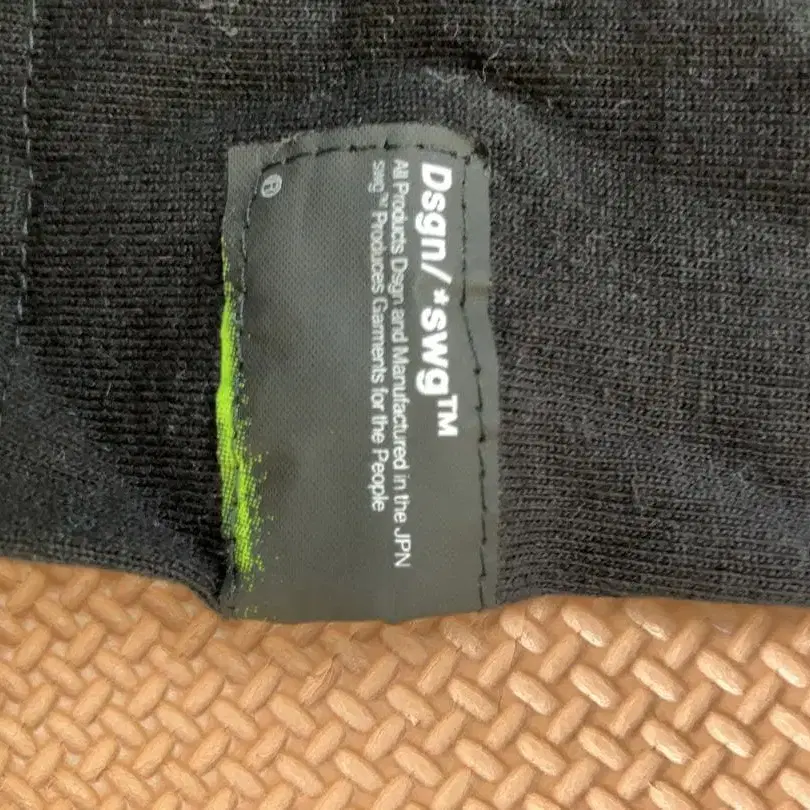 Dsgn/*swg™
All Products Dsgn and Manufactured in the JPN
swg™ Produces Garments for the People
®